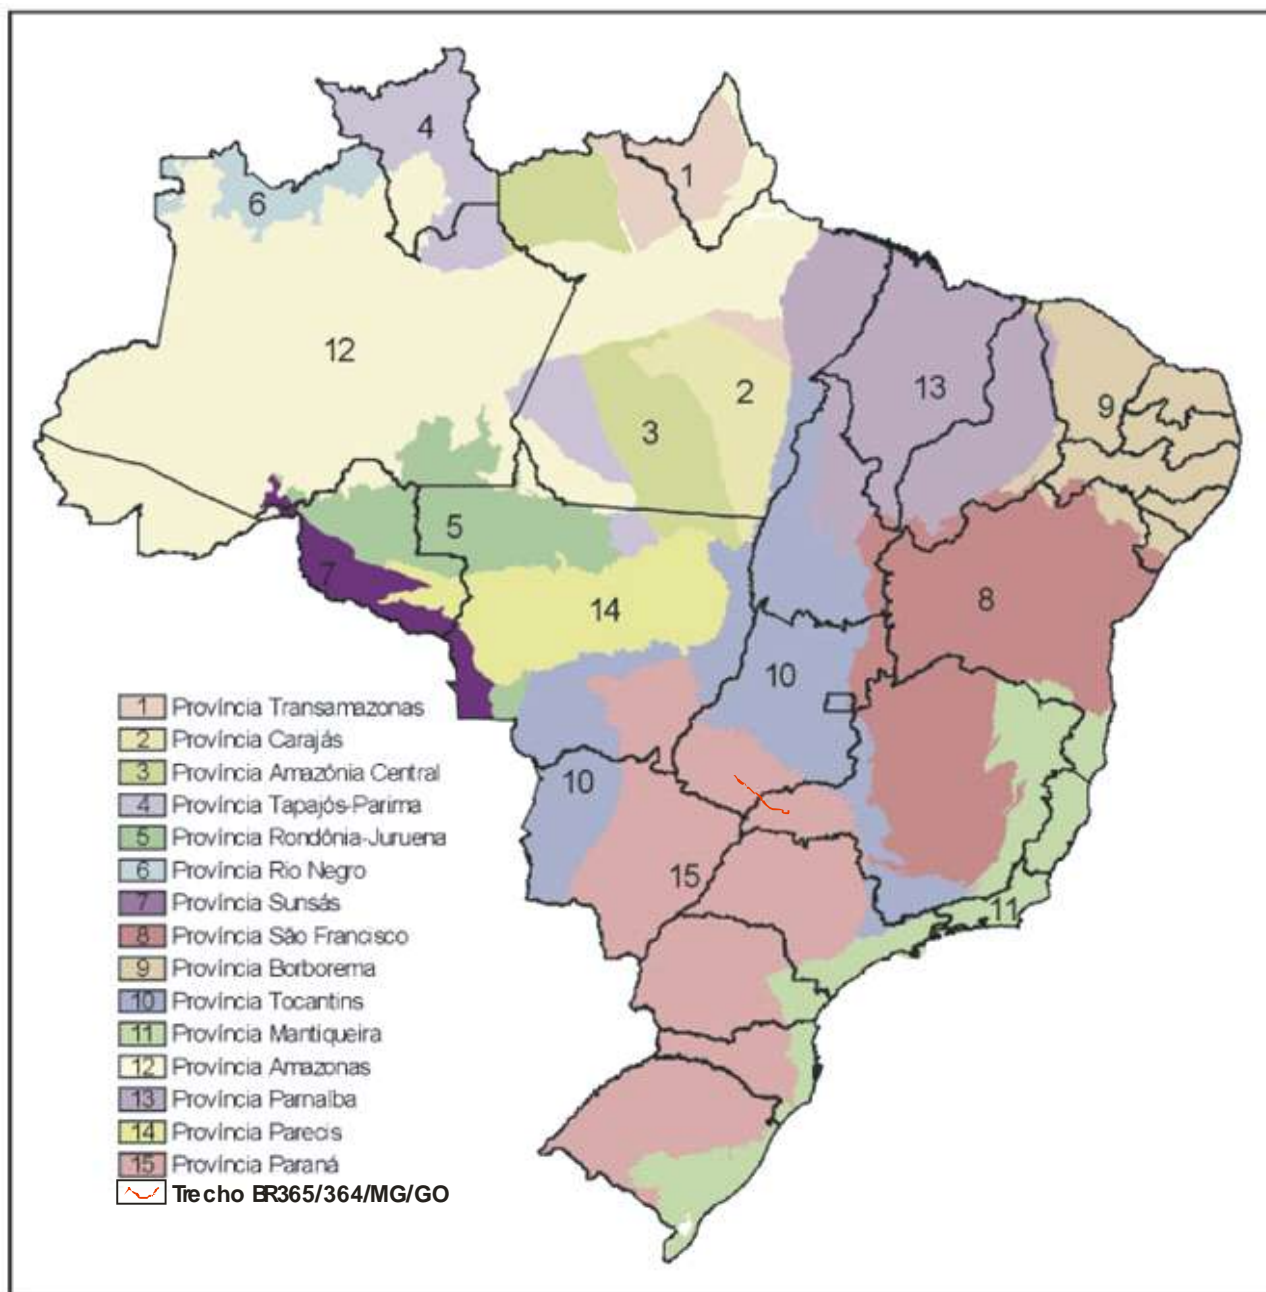 4
1
6
12
2
13
9
3
5
7
14
8
10
10
15
11
1 Província Transamazonas
2 Província Carajás
3 Província Amazônia Central
4 Província Tapajós-Parima
5 Província Rondônia-Juruena
6 Província Rio Negro
7 Província Sunsás
8 Província São Francisco
9 Província Borborema
10 Província Tocantins
11 Província Mantiqueira
12 Província Amazonas
13 Província Parnaíba
14 Província Parecis
15 Província Paraná
Trecho BR365/364/MG/GO